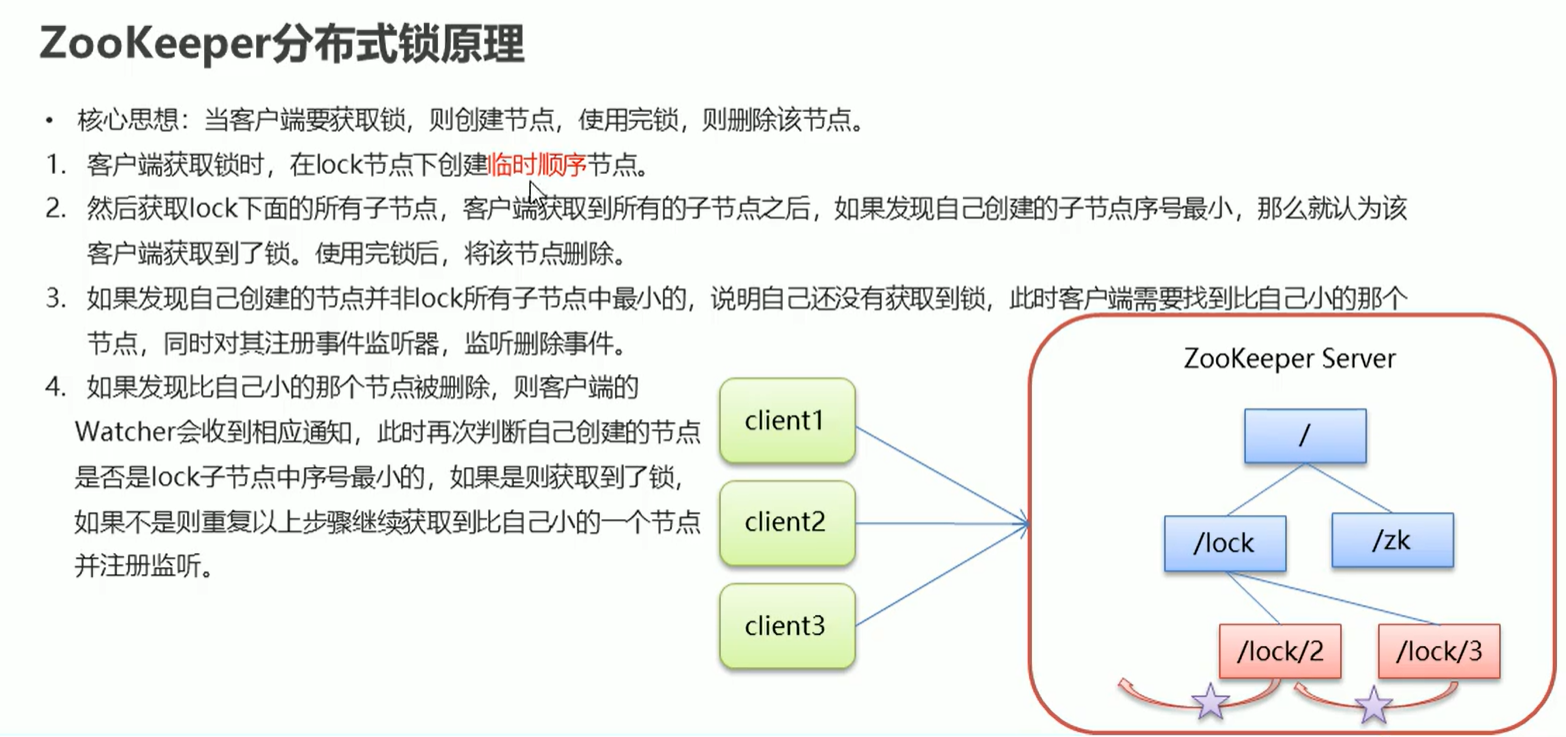 ZooKeeper分布式锁原理
• 核心思想：当客户端要获取锁，则创建节点，使用完锁，则删除该节点。
1. 客户端获取锁时，在lock节点下创建临时顺序节点。
2. 然后获取lock下面的所有子节点，客户端获取到所有的子节点之后，如果发现自己创建的子节点序号最小，那么就认为该
客户端获取到了锁。使用完锁后，将该节点删除。
3. 如果发现自己创建的节点并非lock所有子节点中最小的，说明自己还没有获取到锁，此时客户端需要找到比自己小的那个
节点，同时对其注册事件监听器，监听删除事件。
4. 如果发现比自己小的那个节点被删除，则客户端的
Watcher会收到相应通知，此时再次判断自己创建的节点
是否是lock子节点中序号最小的，如果是则获取到了锁，
如果不是则重复以上步骤继续获取到比自己小的一个节点
并注册监听。
client1
client2
client3
ZooKeeper Server
/
/lock
/zk
/lock/2
/lock/3